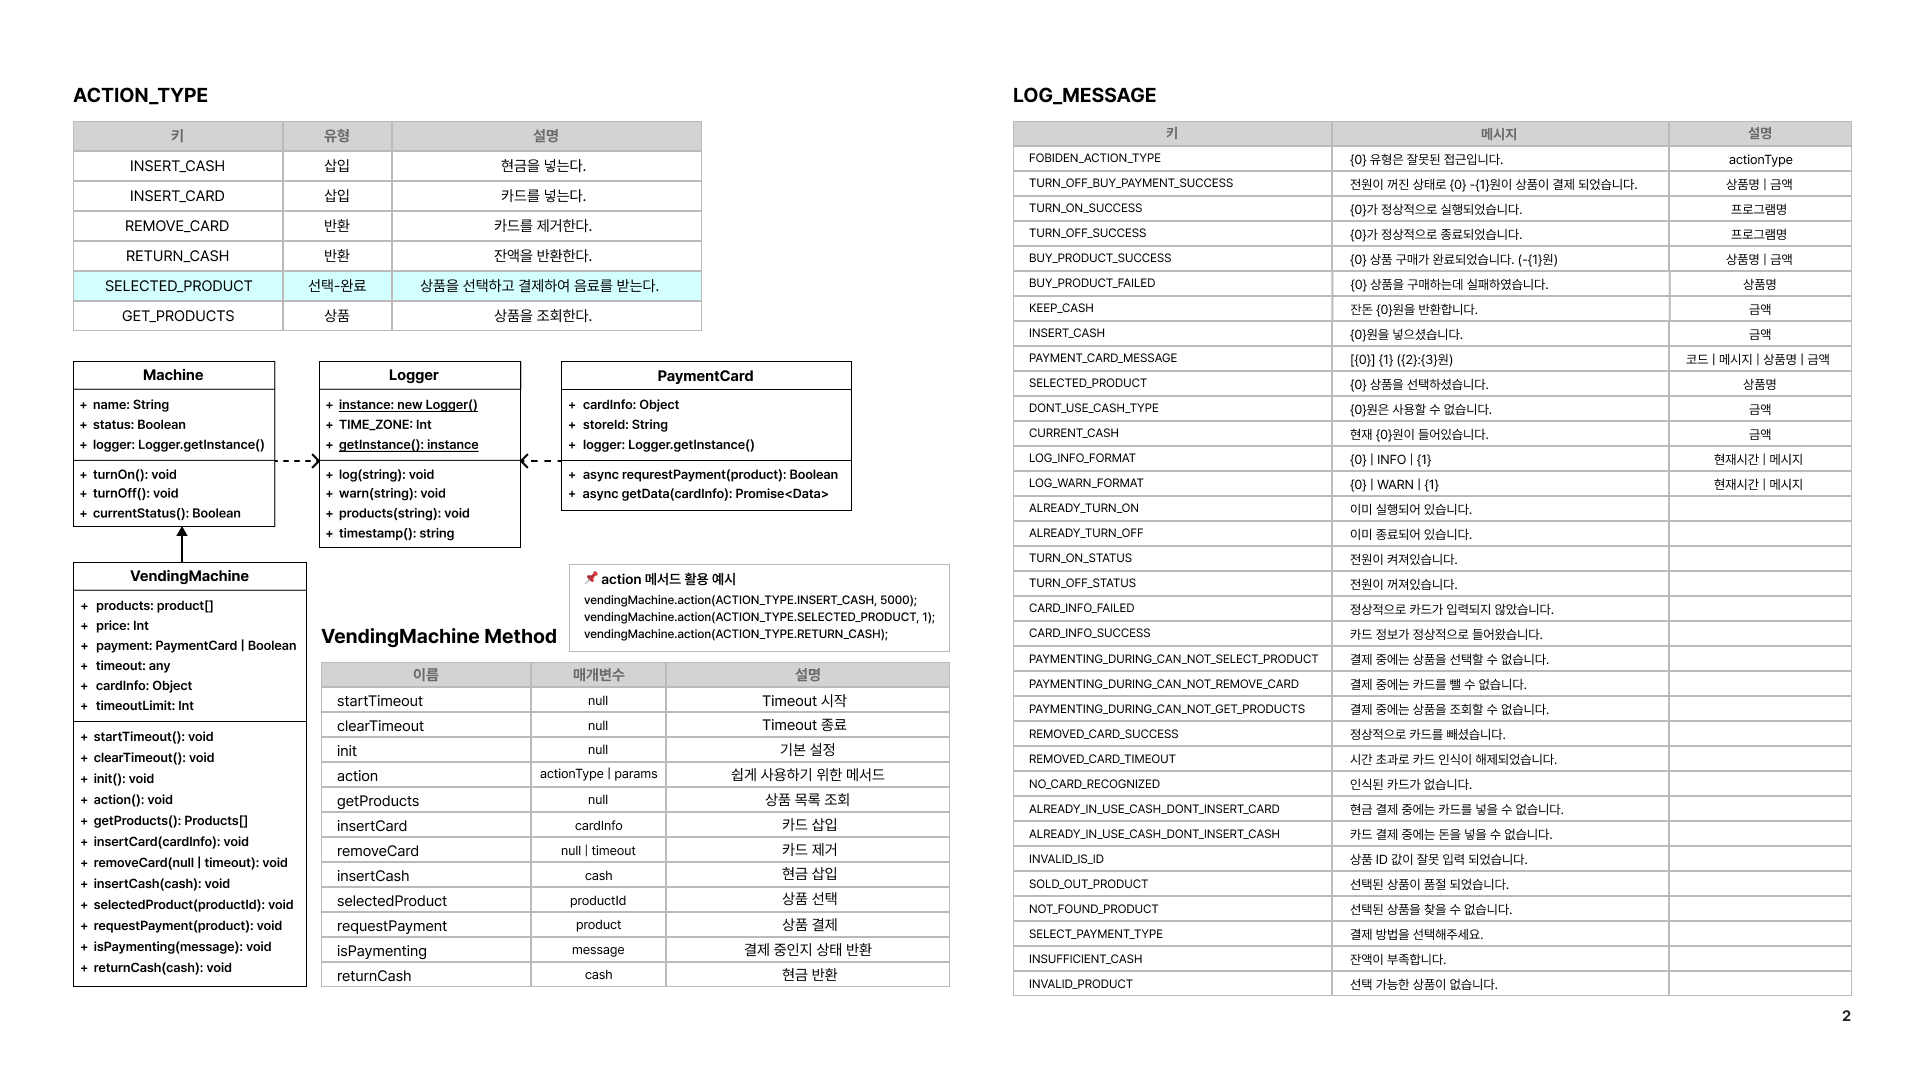 ACTION_TYPE
키 유형 설명
INSERT_CASH 삽입 현금을 넣는다.
INSERT_CARD 삽입 카드를 넣는다.
REMOVE_CARD 반환 카드를 제거한다.
RETURN_CASH 반환 잔액을 반환한다.
SELECTED_PRODUCT 선택-완료 상품을 선택하고 결제하여 음료를 받는다.
GET_PRODUCTS 상품 상품을 조회한다.
Machine
+ name: String
+ status: Boolean
+ logger: Logger.getInstance()
+ turnOn(): void
+ turnOff(): void
+ currentStatus(): Boolean
Logger
+ instance: new Logger()
+ TIME_ZONE: Int
+ getInstance(): instance
+ log(string): void
+ warn(string): void
+ products(string): void
+ timestamp(): string
PaymentCard
+ cardInfo: Object
+ storeId: String
+ logger: Logger.getInstance()
+ async requrestPayment(product): Boolean
+ async getData(cardInfo): Promise<Data>
VendingMachine
+ products: product[]
+ price: Int
+ payment: PaymentCard | Boolean
+ timeout: any
+ cardInfo: Object
+ timeoutLimit: Int
+ startTimeout(): void
+ clearTimeout(): void
+ init(): void
+ action(): void
+ getProducts(): Products[]
+ insertCard(cardInfo): void
+ removeCard(null | timeout): void
+ insertCash(cash): void
+ selectedProduct(productId): void
+ requestPayment(product): void
+ isPaymenting(message): void
+ returnCash(cash): void
📌 action 메서드 활용 예시
vendingMachine.action(ACTION_TYPE.INSERT_CASH, 5000);
vendingMachine.action(ACTION_TYPE.SELECTED_PRODUCT, 1);
vendingMachine.action(ACTION_TYPE.RETURN_CASH);
VendingMachine Method
이름 매개변수 설명
startTimeout null Timeout 시작
clearTimeout null Timeout 종료
init null 기본 설정
action actionType | params 쉽게 사용하기 위한 메서드
getProducts null 상품 목록 조회
insertCard cardInfo 카드 삽입
removeCard null | timeout 카드 제거
insertCash cash 현금 삽입
selectedProduct productId 상품 선택
requestPayment product 상품 결제
isPaymenting message 결제 중인지 상태 반환
returnCash cash 현금 반환
LOG_MESSAGE
키 메시지 설명
FOBIDEN_ACTION_TYPE {0} 유형은 잘못된 접근입니다. actionType
TURN_OFF_BUY_PAYMENT_SUCCESS 전원이 꺼진 상태로 {0} -{1}원이 상품이 결제 되었습니다. 상품명 | 금액
TURN_ON_SUCCESS {0}가 정상적으로 실행되었습니다. 프로그램명
TURN_OFF_SUCCESS {0}가 정상적으로 종료되었습니다. 프로그램명
BUY_PRODUCT_SUCCESS {0} 상품 구매가 완료되었습니다. (-{1}원) 상품명 | 금액
BUY_PRODUCT_FAILED {0} 상품을 구매하는데 실패하였습니다. 상품명
KEEP_CASH 잔돈 {0}원을 반환합니다. 금액
INSERT_CASH {0}원을 넣으셨습니다. 금액
PAYMENT_CARD_MESSAGE [{0}] {1} ({2}:{3}원) 코드 | 메시지 | 상품명 | 금액
SELECTED_PRODUCT {0} 상품을 선택하셨습니다. 상품명
DONT_USE_CASH_TYPE {0}원은 사용할 수 없습니다. 금액
CURRENT_CASH 현재 {0}원이 들어있습니다. 금액
LOG_INFO_FORMAT {0} | INFO | {1} 현재시간 | 메시지
LOG_WARN_FORMAT {0} | WARN | {1} 현재시간 | 메시지
ALREADY_TURN_ON 이미 실행되어 있습니다.
ALREADY_TURN_OFF 이미 종료되어 있습니다.
TURN_ON_STATUS 전원이 켜져있습니다.
TURN_OFF_STATUS 전원이 꺼져있습니다.
CARD_INFO_FAILED 정상적으로 카드가 입력되지 않았습니다.
CARD_INFO_SUCCESS 카드 정보가 정상적으로 들어왔습니다.
PAYMENTING_DURING_CAN_NOT_SELECT_PRODUCT 결제 중에는 상품을 선택할 수 없습니다.
PAYMENTING_DURING_CAN_NOT_REMOVE_CARD 결제 중에는 카드를 뺄 수 없습니다.
PAYMENTING_DURING_CAN_NOT_GET_PRODUCTS 결제 중에는 상품을 조회할 수 없습니다.
REMOVED_CARD_SUCCESS 정상적으로 카드를 빼셨습니다.
REMOVED_CARD_TIMEOUT 시간 초과로 카드 인식이 해제되었습니다.
NO_CARD_RECOGNIZED 인식된 카드가 없습니다.
ALREADY_IN_USE_CASH_DONT_INSERT_CARD 현금 결제 중에는 카드를 넣을 수 없습니다.
ALREADY_IN_USE_CASH_DONT_INSERT_CASH 카드 결제 중에는 돈을 넣을 수 없습니다.
INVALID_IS_ID 상품 ID 값이 잘못 입력 되었습니다.
SOLD_OUT_PRODUCT 선택된 상품이 품절 되었습니다.
NOT_FOUND_PRODUCT 선택된 상품을 찾을 수 없습니다.
SELECT_PAYMENT_TYPE 결제 방법을 선택해주세요.
INSUFFICIENT_CASH 잔액이 부족합니다.
INVALID_PRODUCT 선택 가능한 상품이 없습니다.
2